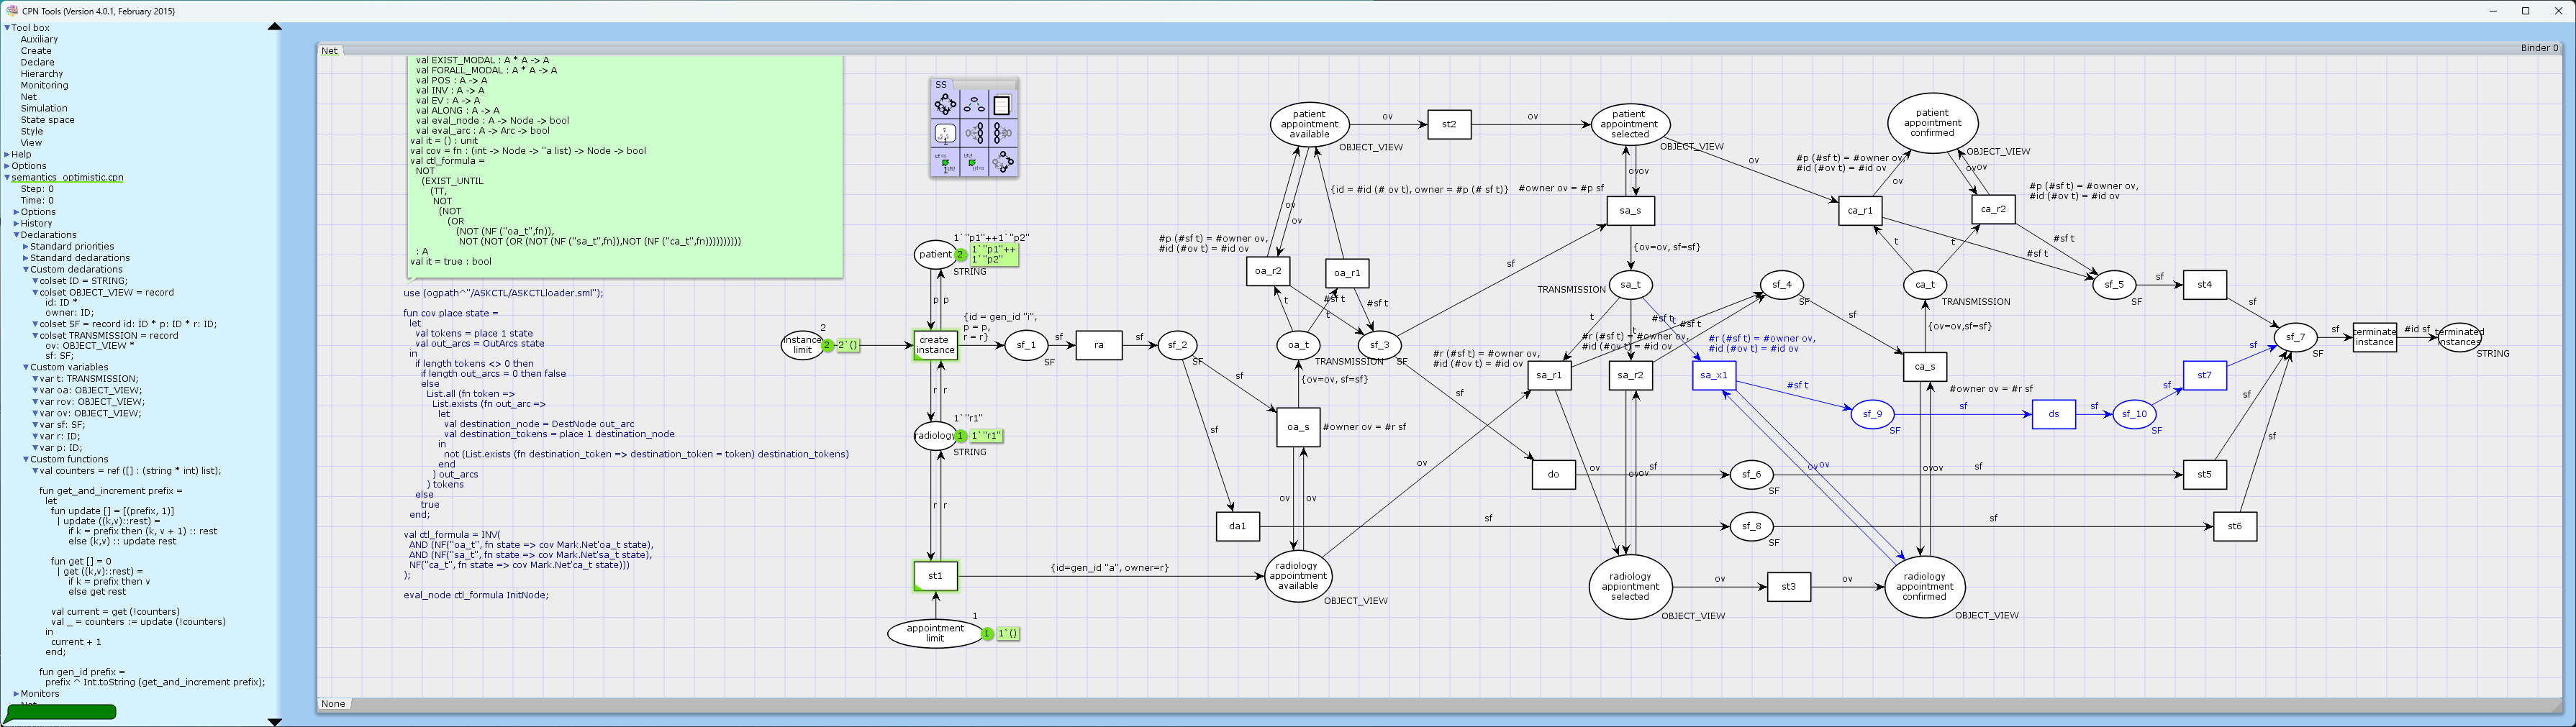 CPN Tools (Version 4.0.1, February 2015)
Tool box
Auxiliary
Create
Declare
Hierarchy
Monitoring
Net
Simulation
State space
Style
View
Help
Options
semantics_optimistic.cpn
Step: 0
Time: 0
Options
History
Declarations
Standard priorities
Standard declarations
Custom declarations
colset ID = STRING;
colset OBJECT_VIEW = record
id: ID *
owner: ID;
colset SF = record id: ID * p: ID * r: ID;
colset TRANSMISSION = record
ov: OBJECT_VIEW *
sf: SF;
Custom variables
var t: TRANSMISSION;
var oa: OBJECT_VIEW;
var rov: OBJECT_VIEW;
var ov: OBJECT_VIEW;
var sf: SF;
var r: ID;
var p: ID;
Custom functions
val counters = ref ([] : (string * int) list);
fun get_and_increment prefix =
let
fun update [] = [(prefix, 1)]
| update ((k,v)::rest) =
if k = prefix then (k, v + 1) :: rest
else (k,v) :: update rest
fun get [] = 0
| get ((k,v)::rest) =
if k = prefix then v
else get rest
val current = get (!counters)
val _ = counters := update (!counters)
in
current + 1
end;
fun gen_id prefix =
prefix ^ Int.toString (get_and_increment prefix);
Monitors
Net
Binder 0
val EXIST_MODAL : A * A -> A
val FORALL_MODAL : A * A -> A
val POS : A -> A
val INV : A -> A
val EV : A -> A
val ALONG : A -> A
val eval_node : A -> Node -> bool
val eval_arc : A -> Arc -> bool
val it = () : unit
val cov = fn : (int -> Node -> ''a list) -> Node -> bool
val ctl_formula =
NOT
(EXIST_UNTIL
(TT,
NOT
(NOT
(OR
(NOT (NF ("oa_t",fn)),
NOT (NOT (OR (NOT (NF ("sa_t",fn)),NOT (NF ("ca_t",fn))))))))))
: A
val it = true : bool
use (ogpath^"/ASKCTL/ASKCTLloader.sml");
fun cov place state =
let
val tokens = place 1 state
val out_arcs = OutArcs state
in
if length tokens <> 0 then
if length out_arcs = 0 then false
else
List.all (fn token =>
List.exists (fn out_arc =>
let
val destination_node = DestNode out_arc
val destination_tokens = place 1 destination_node
in
not (List.exists (fn destination_token => destination_token = token) destination_tokens)
end
) out_arcs
) tokens
else
true
end;
val ctl_formula = INV(
AND (NF("oa_t", fn state => cov Mark.Net'oa_t state),
AND (NF("sa_t", fn state => cov Mark.Net'sa_t state),
NF("ca_t", fn state => cov Mark.Net'ca_t state)))
);
eval_node ctl_formula InitNode;
SS
1`"p1"++1`"p2"
patient
2
1`"p1"++
1`"p2"
STRING
p p
2
instance
limit
2
2`()
create
instance
{id = gen_id "i",
p = p,
r = r}
sf_1
SF
sf
ra
sf
sf_2
SF
r r
1`"r1"
radiology
1
1`"r1"
STRING
r r
st1
{id=gen_id "a", owner=r}
1
appointment
limit
1
1`()
patient
appointment
available
OBJECT_VIEW
ov
st2
ov
patient
appointment
selected
OBJECT_VIEW
ov
patient
appointment
confirmed
OBJECT_VIEW
#p (#sf t) = #owner ov,
#id (#ov t) = #id ov
ov
ovov
#p (#sf t) = #owner ov,
#id (#ov t) = #id ov
{id = #id (# ov t), owner = #p (# sf t)}
#owner ov = #p sf
ovov
sa_s
ca_r1
ca_r2
ov
ov
#p (#sf t) = #owner ov,
#id (#ov t) = #id ov
oa_r2
oa_r1
sf
{ov=ov, sf=sf}
t
t
#sf t
#sf t
t
#sf t
t
#sf t
sa_t
TRANSMISSION
sf_4
SF
ca_t
TRANSMISSION
sf_5
SF
sf
st4
sf
oa_t
TRANSMISSION
sf_3
SF
t
t
#sf t
#sf t
t
r (#sf t) = #owner ov,
#id (#ov t) = #id ov
#r (#sf t) = #owner ov,
#id (#ov t) = #id ov
#r (#sf t) = #owner ov,
#id (#ov t) = #id ov
sf
{ov=ov,sf=sf}
sf_7
SF
sf
terminate
instance
#id sf
terminated
instances
STRING
sf
{ov=ov, sf=sf}
sa_r1
sa_r2
sa_x1
#sf t
ca_s
#owner ov = #r sf
st7
sf
sf
oa_s
#owner ov = #r sf
sf
sf_9
SF
sf
ds
sf
sf_10
SF
sf
sf
sf
ov
do
ov
ovov
sf
sf_6
SF
ov
ov
ovov
sf
st5
ov
ov
da1
sf
sf_8
SF
sf
st6
radiology
appointment
available
OBJECT_VIEW
radiology
appointment
selected
OBJECT_VIEW
ov
st3
ov
radiology
appointment
confirmed
OBJECT_VIEW
None